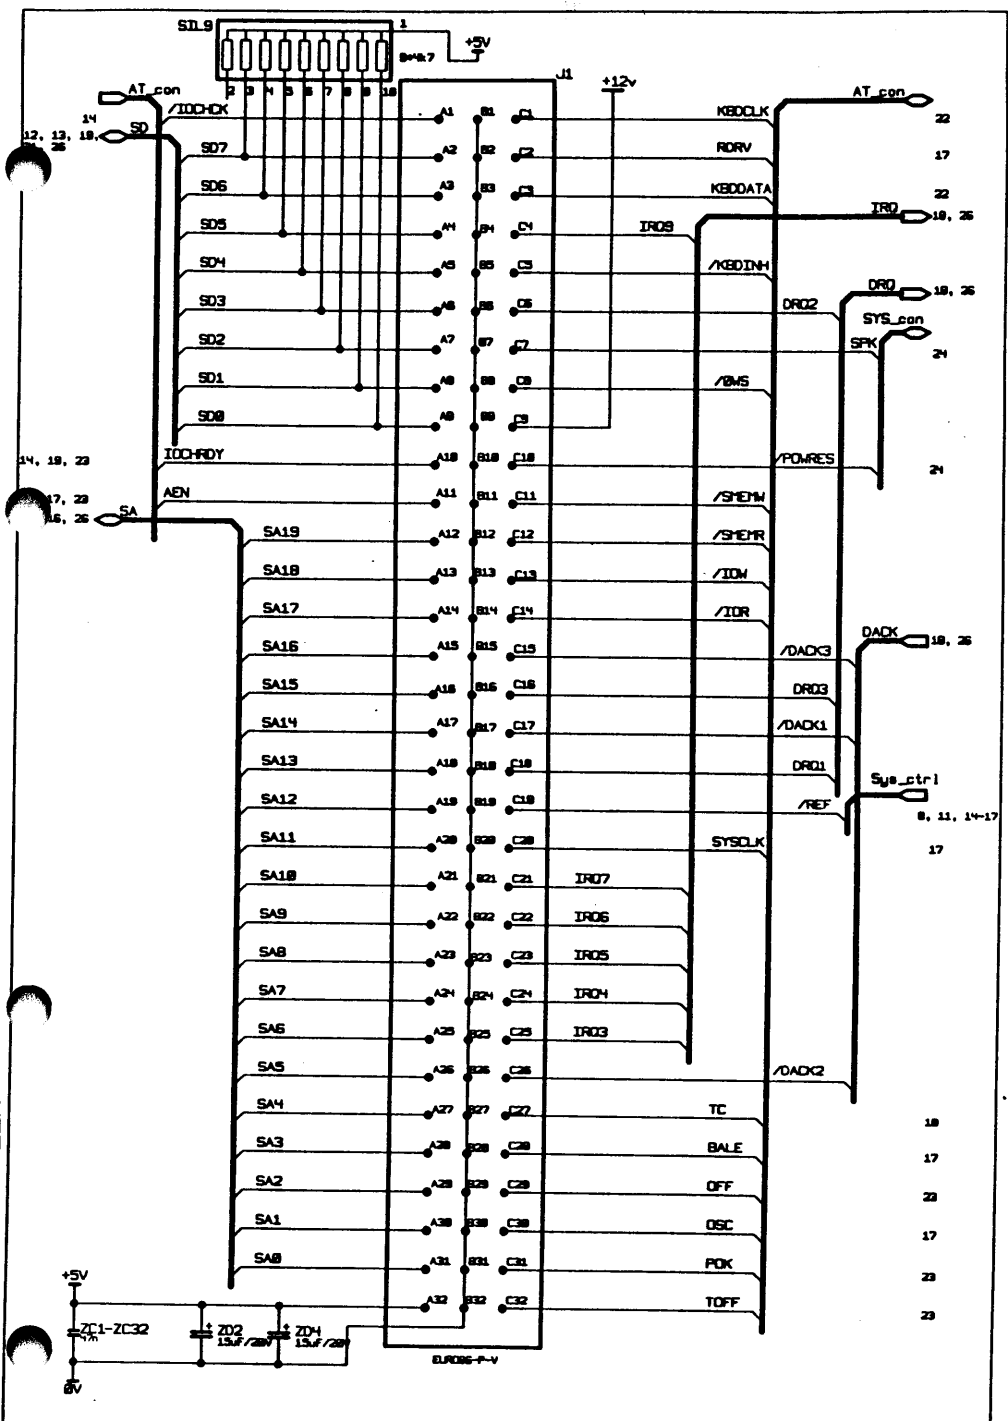 SIL9
1
+5V
8*4k7
2 3 4 5 6 7 8 9 10
J1
+12v
AT_con
AT_con
/IOCHCK A1 B1 C1 KBDCLK
14
22
12, 13, 19,
SD
SD7 A2 B2 C2 RDRV
17
SD6 A3 B3 C3 KBDDATA
22
IRQ
18, 26
SD5 A4 B4 C4 IRQ9
SD4 A5 B5 C5 /KBDINH
DRQ
18, 26
SD3 A6 B6 C6 DRQ2
SYS_con
SD2 A7 B7 C7 SPK
24
SD1 A8 B8 C8 /0WS
SD0 A9 B9 C9
14, 19, 23
IOCHRDY A10 B10 C10 /POWRES
24
17, 23
AEN A11 B11 C11 /SMEMW
16, 26
SA
SA19 A12 B12 C12 /SMEMR
SA18 A13 B13 C13 /IOW
SA17 A14 B14 C14 /IOR
DACK
18, 26
SA16 A15 B15 C15 /DACK3
SA15 A16 B16 C16 DRQ3
SA14 A17 B17 C17 /DACK1
SA13 A18 B18 C18 DRQ1
Sys_ctrl
SA12 A19 B19 C19 /REF
8, 11, 14-17
SA11 A20 B20 C20 SYSCLK
17
SA10 A21 B21 C21 IRQ7
SA9 A22 B22 C22 IRQ6
SA8 A23 B23 C23 IRQ5
SA7 A24 B24 C24 IRQ4
SA6 A25 B25 C25 IRQ3
SA5 A26 B26 C26 /DACK2
SA4 A27 B27 C27 TC
18
SA3 A28 B28 C28 BALE
17
SA2 A29 B29 C29 OFF
23
SA1 A30 B30 C30 OSC
17
SA0 A31 B31 C31 POK
23
+5V
A32 B32 C32 TOFF
23
ZC1-ZC32
47n
ZD2
15uF/20V
ZD4
15uF/20V
EURO96-P-V
0V